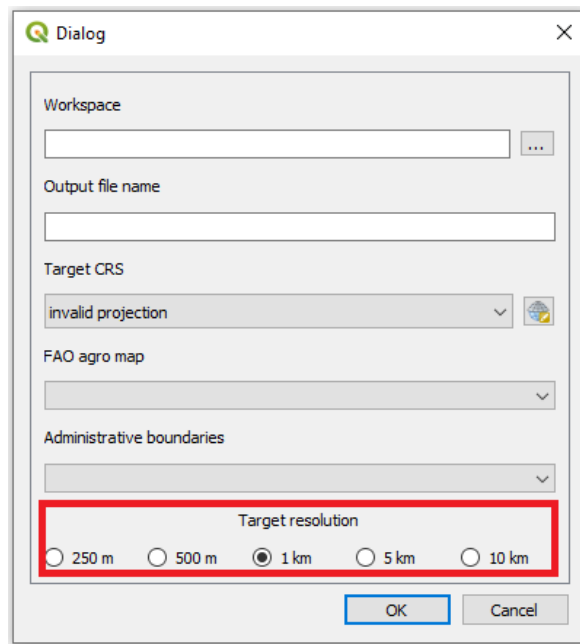 Dialog
Workspace
...
Output file name
Target CRS
invalid projection
FAO agro map
Administrative boundaries
Target resolution
250 m 500 m 1 km 5 km 10 km
OK Cancel